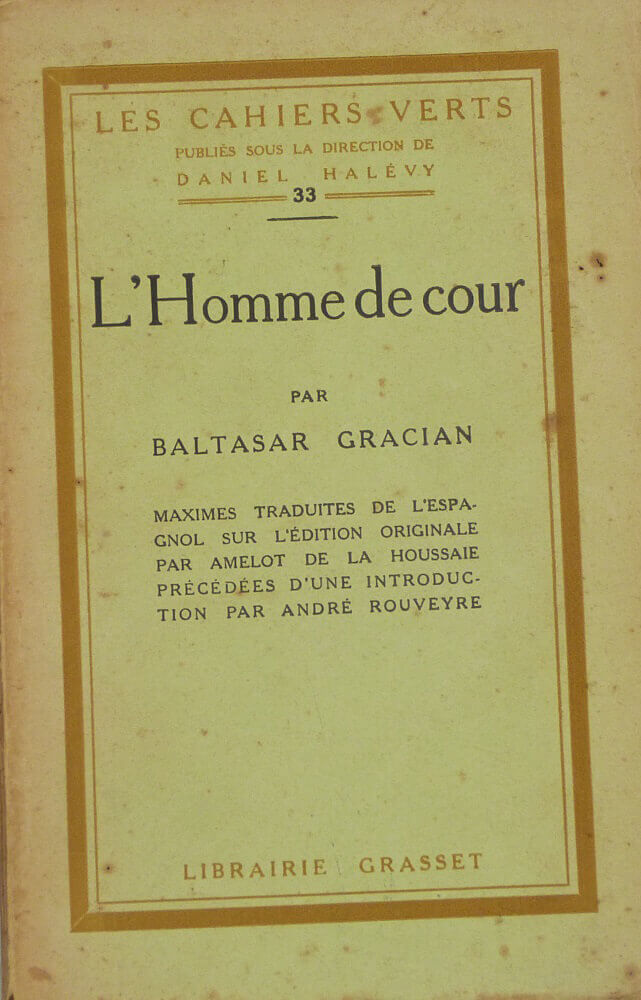 LES CAHIERS VERTS
PUBLIÉS SOUS LA DIRECTION DE
DANIEL HALÉVY
33
L'Homme de cour
PAR
BALTASAR GRACIAN
MAXIMES TRADUITES DE L'ESPA-
GNOL SUR L'ÉDITION ORIGINALE
PAR AMELOT DE LA HOUSSAIE
PRÉCÉDÉES D'UNE INTRODUC-
TION PAR ANDRÉ ROUVEYRE
LIBRAIRIE GRASSET